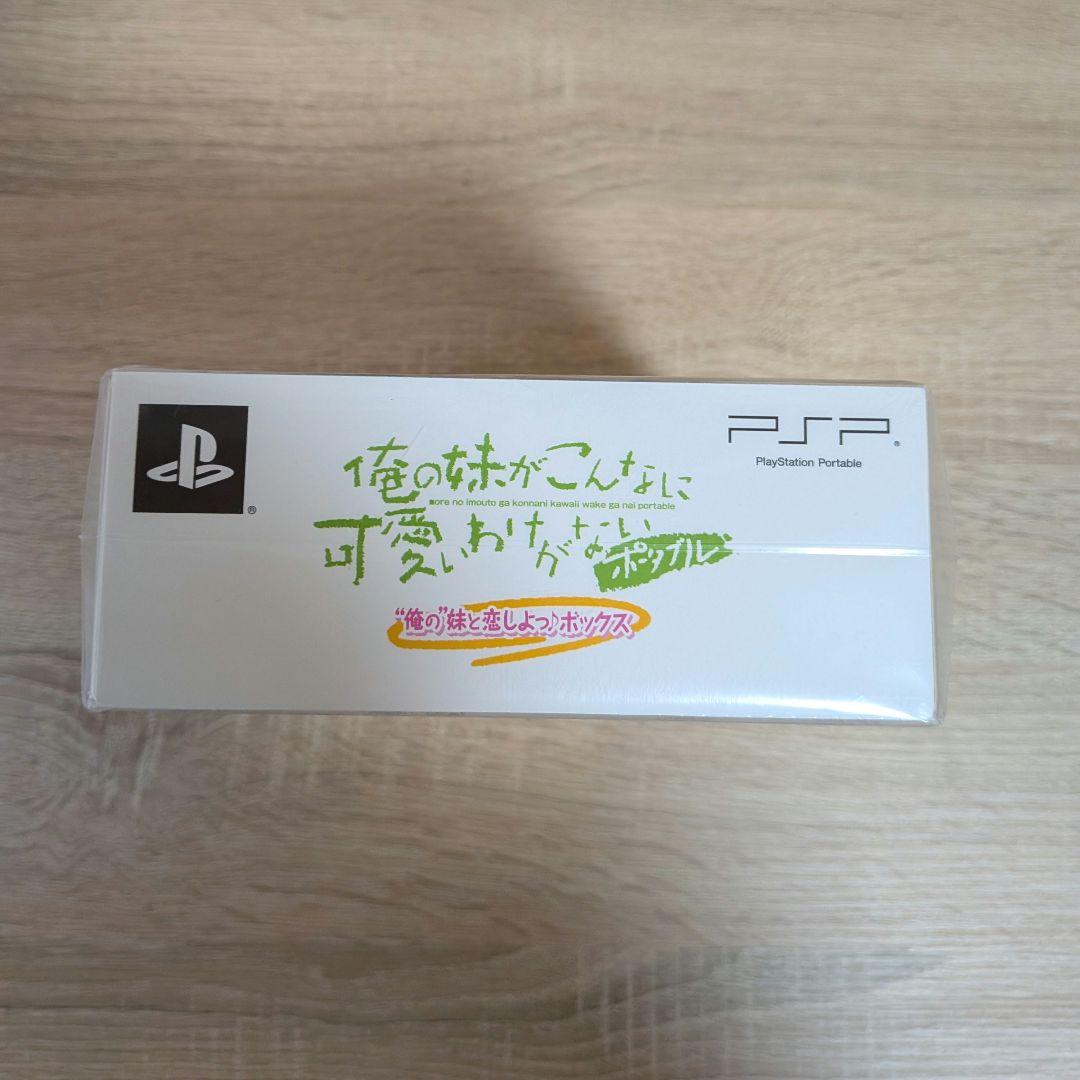 PSP®
PlayStation Portable
®
俺の妹がこんなに
■ore no imouto ga konnani kawaii wake ga nai portable
可愛いわけがない
ポータブル
"俺の"妹と恋しよっ♪ボックス